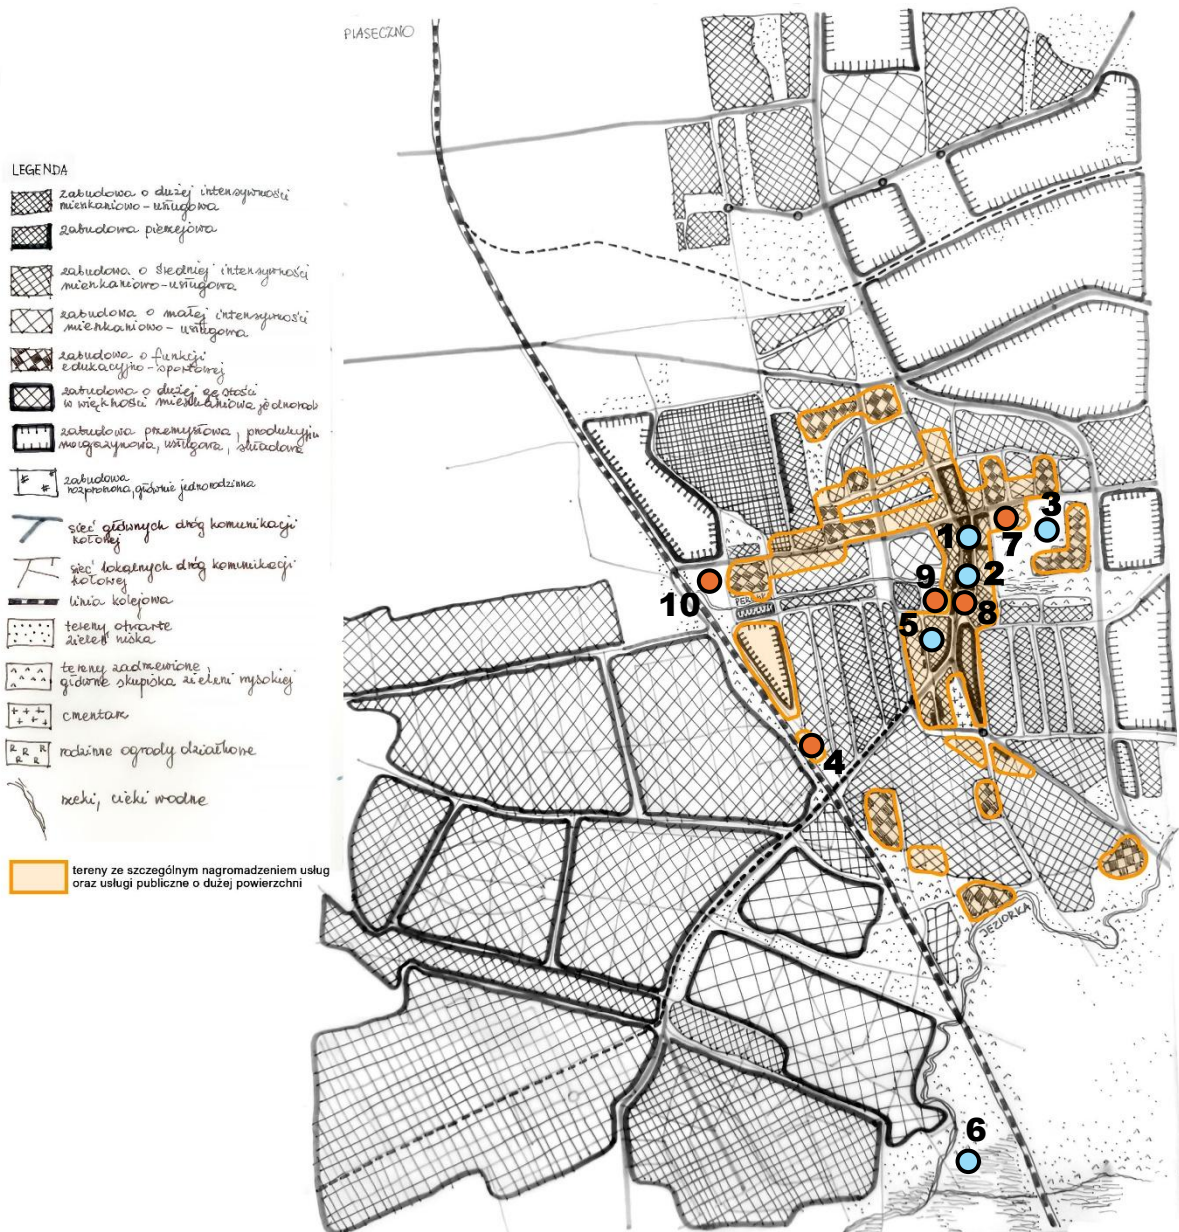 PIASECZNO
LEGENDA
zabudowa o dużej intensywności
mieszkaniowo-usługowa
zabudowa pierzejowa
zabudowa o średniej intensywności
mieszkaniowo-usługowa
zabudowa o małej intensywności
mieszkaniowo-usługowa
zabudowa o funkcji
edukacyjno-sportowej
zabudowa o dużej gęstości
w większości mieszkaniowa
zabudowa przemysłowa, produkcyjna
magazynowa, usługowa, składowa
zabudowa
rozproszona, głównie jednorodzinna
sieć głównych dróg komunikacji
kołowej
sieć lokalnych dróg komunikacji
kołowej
linia kolejowa
tereny otwarte
zieleń niska
tereny zadrzewione,
główne skupiska zieleni wysokiej
cmentarz
R R R
R R
rodzinne ogrody działkowe
rzeki, cieki wodne
tereny ze szczególnym nagromadzeniem usług
oraz usługi publiczne o dużej powierzchni
1
3
7
2
9
10
8
5
4
JEZIORKA
6